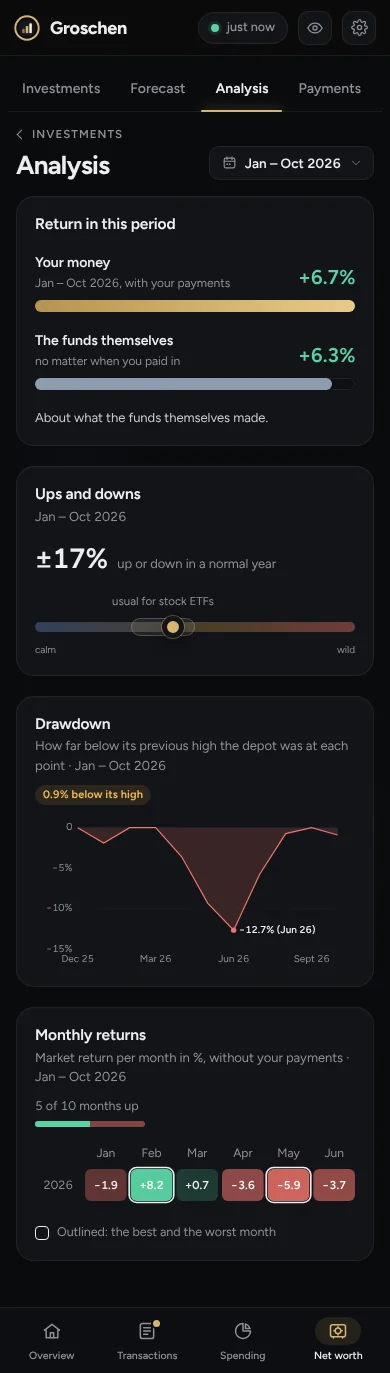 Groschen
just now
Investments Forecast Analysis Payments
INVESTMENTS
Analysis
Jan – Oct 2026
Return in this period
Your money
Jan – Oct 2026, with your payments
+6.7%
The funds themselves
no matter when you paid in
+6.3%
About what the funds themselves made.
Ups and downs
Jan – Oct 2026
±17% up or down in a normal year
usual for stock ETFs
calm wild
Drawdown
How far below its previous high the depot was at each
point · Jan – Oct 2026
0.9% below its high
0
−5%
−10%
−12.7% (Jun 26)
−15%
Dec 25 Mar 26 Jun 26 Sept 26
Monthly returns
Market return per month in %, without your payments ·
Jan – Oct 2026
5 of 10 months up
Jan Feb Mar Apr May Jun
2026 −1.9 +8.2 +0.7 −3.6 −5.9 −3.7
Outlined: the best and the worst month
Overview Transactions Spending Net worth